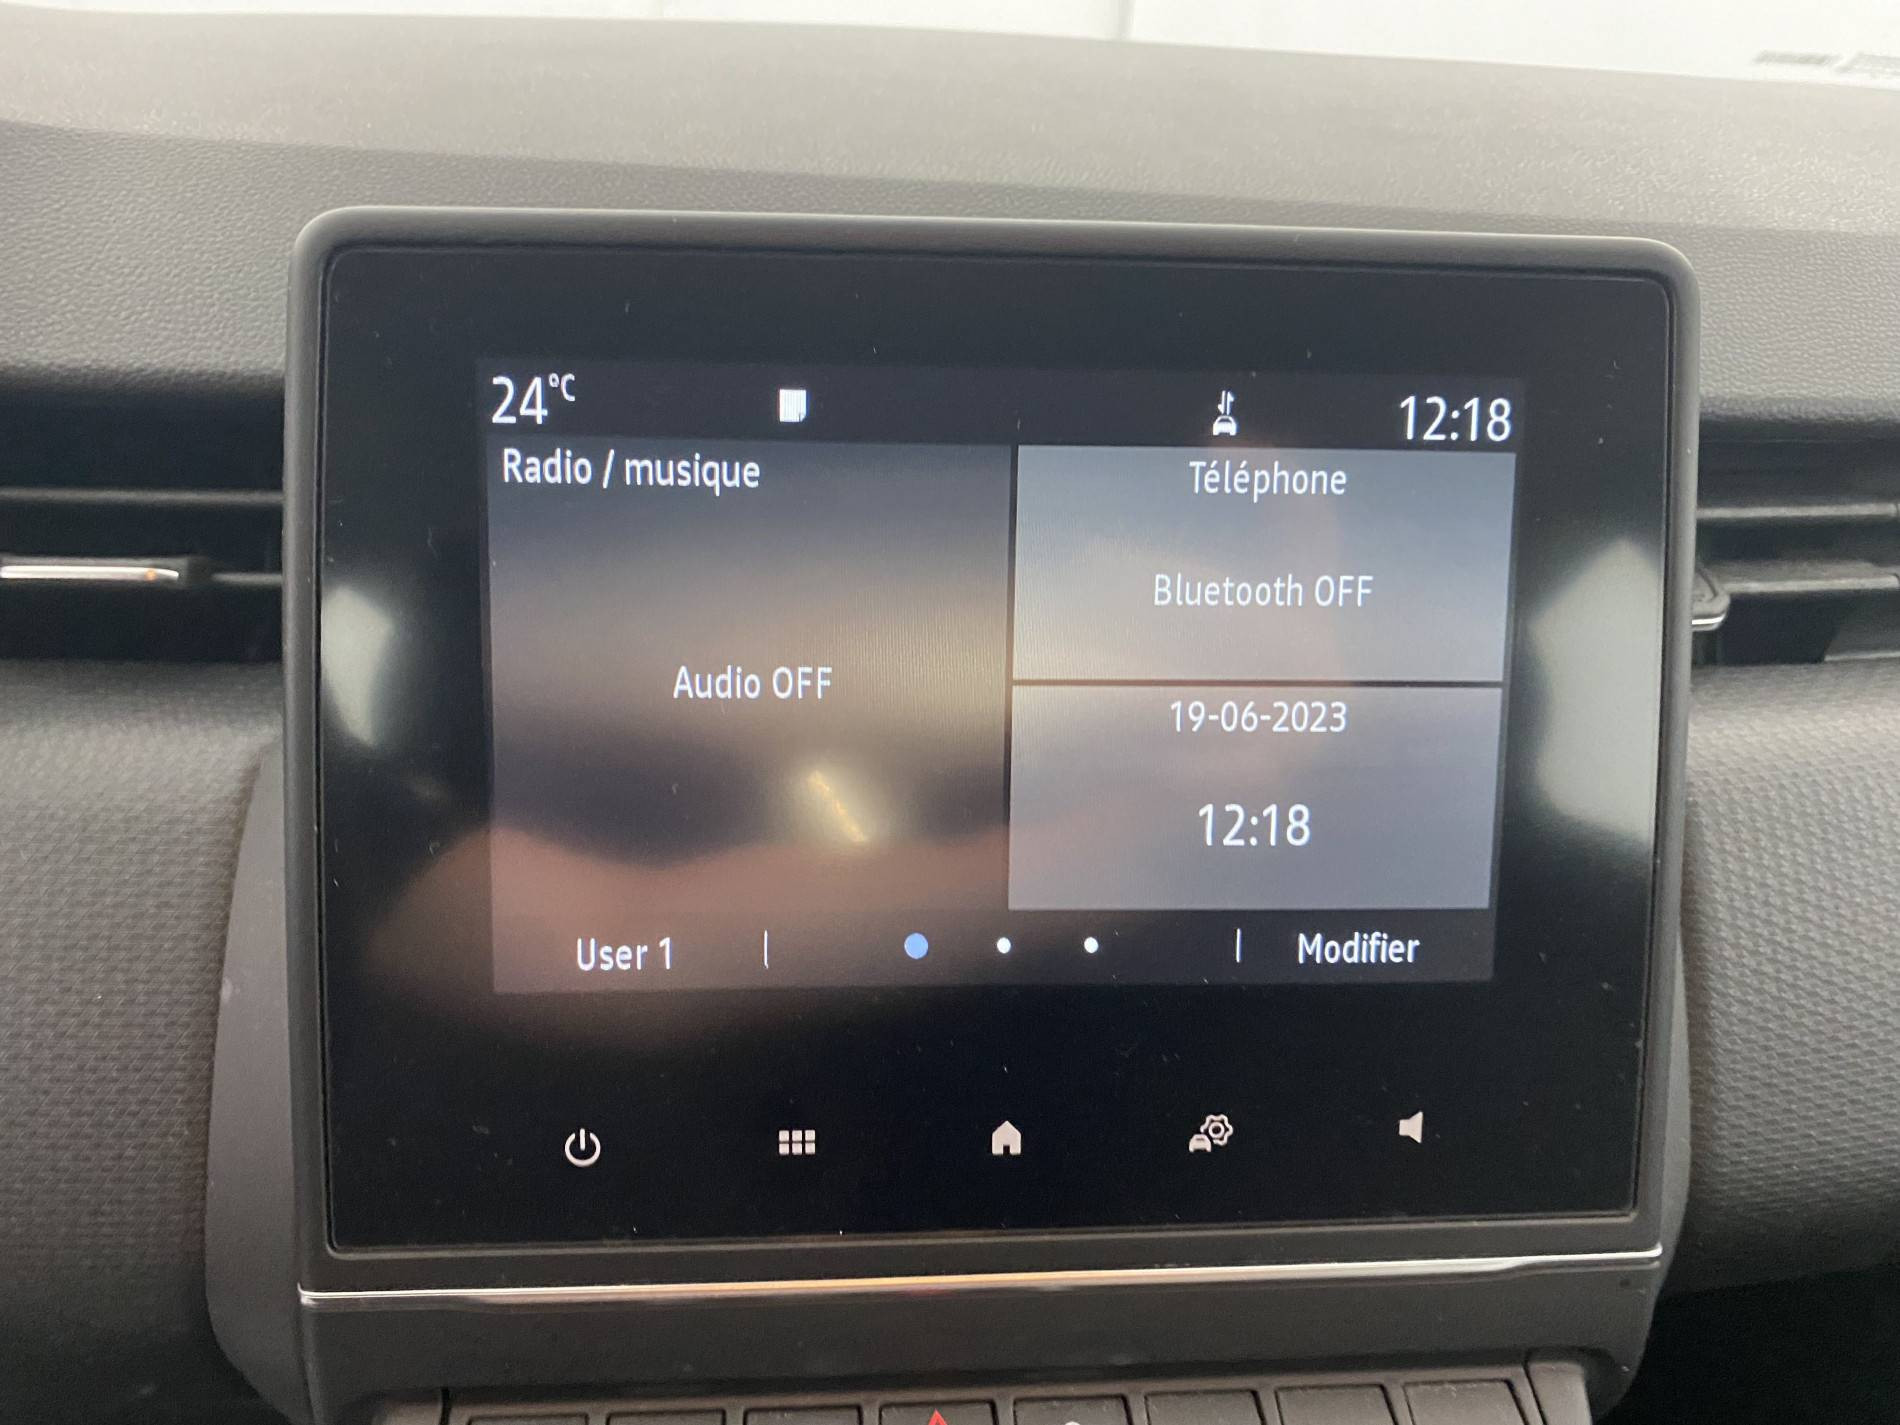 24°C
12:18
Radio / musique
Audio OFF
Téléphone
Bluetooth OFF
19-06-2023
12:18
User 1
Modifier